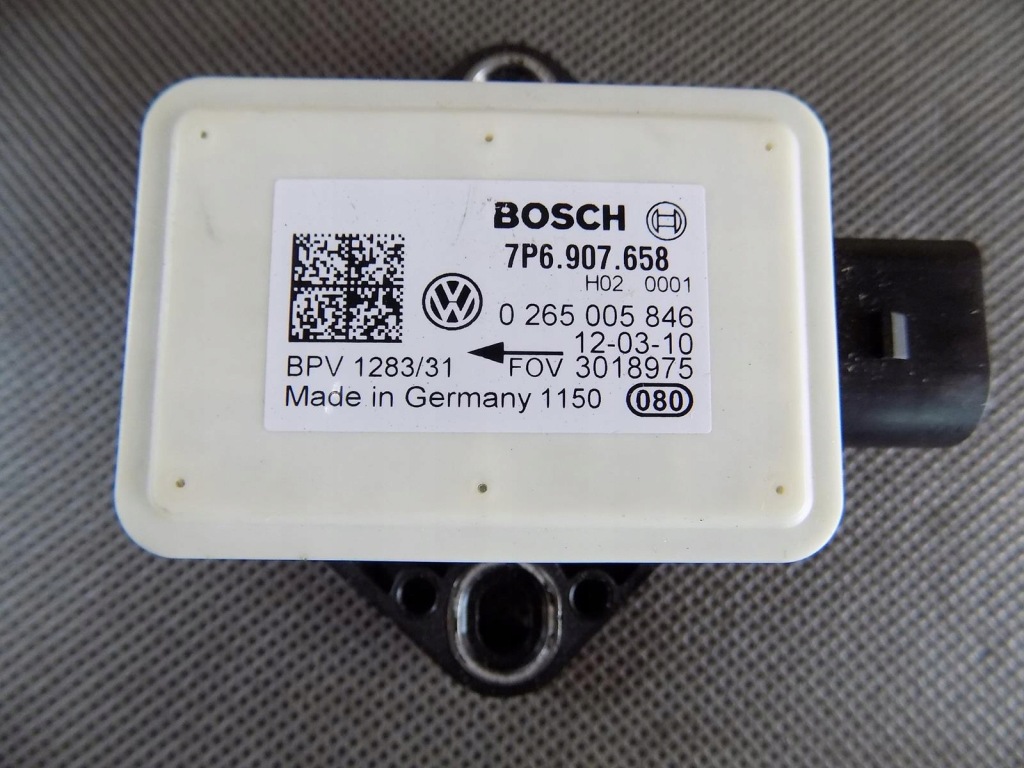 BOSCH
7P6.907.658
H02 0001
0 265 005 846
12-03-10
BPV 1283/31 FOV 3018975
Made in Germany 1150 080